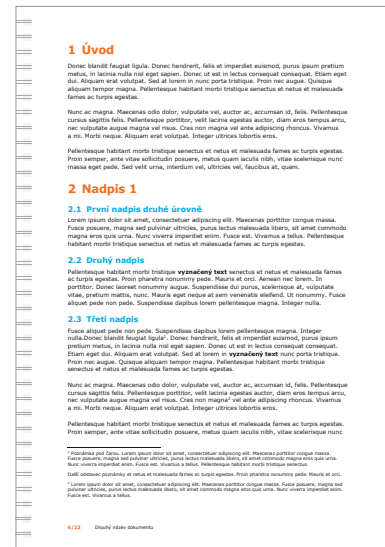 1 Úvod
Donec blandit feugiat ligula. Donec hendrerit, felis et imperdiet euismod, purus ipsum pretium
metus, in lacinia nulla nisl eget sapien. Donec ut est in lectus consequat consequat. Etiam eget
dui. Aliquam erat volutpat. Sed at lorem in nunc porta tristique. Proin nec augue. Quisque
aliquam tempor magna. Pellentesque habitant morbi tristique senectus et netus et malesuada
fames ac turpis egestas.
Nunc ac magna. Maecenas odio dolor, vulputate vel, auctor ac, accumsan id, felis. Pellentesque
cursus sagittis felis. Pellentesque porttitor, velit lacinia egestas auctor, diam eros tempus arcu,
nec vulputate augue magna vel risus. Cras non magna vel ante adipiscing rhoncus. Vivamus
a mi. Morbi neque. Aliquam erat volutpat. Integer ultrices lobortis eros.
Pellentesque habitant morbi tristique senectus et netus et malesuada fames ac turpis egestas.
Proin semper, ante vitae sollicitudin posuere, metus quam iaculis nibh, vitae scelerisque nunc
massa eget pede. Sed velit urna, interdum vel, ultricies vel, faucibus at, quam.
2 Nadpis 1
2.1 První nadpis druhé úrovně
Lorem ipsum dolor sit amet, consectetuer adipiscing elit. Maecenas porttitor congue massa.
Fusce posuere, magna sed pulvinar ultricies, purus lectus malesuada libero, sit amet commodo
magna eros quis urna. Nunc viverra imperdiet enim. Fusce est. Vivamus a tellus. Pellentesque
habitant morbi tristique senectus et netus et malesuada fames ac turpis egestas.
2.2 Druhý nadpis
Pellentesque habitant morbi tristique vyznačený text senectus et netus et malesuada fames
ac turpis egestas. Proin pharetra nonummy pede. Mauris et orci. Aenean nec lorem. In
porttitor. Donec laoreet nonummy augue. Suspendisse dui purus, scelerisque at, vulputate
vitae, pretium mattis, nunc. Mauris eget neque at sem venenatis eleifend. Ut nonummy. Fusce
aliquet pede non pede. Suspendisse dapibus lorem pellentesque magna. Integer nulla.
2.3 Třetí nadpis
Fusce aliquet pede non pede. Suspendisse dapibus lorem pellentesque magna. Integer
nulla.Donec blandit feugiat ligula¹. Donec hendrerit, felis et imperdiet euismod, purus ipsum
pretium metus, in lacinia nulla nisl eget sapien. Donec ut est in lectus consequat consequat.
Etiam eget dui. Aliquam erat volutpat. Sed at lorem in vyznačený text nunc porta tristique.
Proin nec augue. Quisque aliquam tempor magna. Pellentesque habitant morbi tristique
senectus et netus et malesuada fames ac turpis egestas.
Nunc ac magna. Maecenas odio dolor, vulputate vel, auctor ac, accumsan id, felis. Pellentesque
cursus sagittis felis. Pellentesque porttitor, velit lacinia egestas auctor, diam eros tempus arcu,
nec vulputate augue magna vel risus. Cras non magna² vel ante adipiscing rhoncus. Vivamus
a mi. Morbi neque. Aliquam erat volutpat. Integer ultrices lobortis eros.
Pellentesque habitant morbi tristique senectus et netus et malesuada fames ac turpis egestas.
Proin semper, ante vitae sollicitudin posuere, metus quam iaculis nibh, vitae scelerisque nunc
¹ Poznámka pod čarou. Lorem ipsum dolor sit amet, consectetuer adipiscing elit. Maecenas porttitor congue massa.
Fusce posuere, magna sed pulvinar ultricies, purus lectus malesuada libero, sit amet commodo magna eros quis urna.
Nunc viverra imperdiet enim. Fusce est. Vivamus a tellus. Pellentesque habitant morbi tristique senectus.
Další odstavec poznámky et netus et malesuada fames ac turpis egestas. Proin pharetra nonummy pede. Mauris et orci.
² Lorem ipsum dolor sit amet, consectetuer adipiscing elit. Maecenas porttitor congue massa. Fusce posuere, magna sed
pulvinar ultricies, purus lectus malesuada libero, sit amet commodo magna eros quis urna. Nunc viverra imperdiet enim.
Fusce est. Vivamus a tellus.
6/22 Dlouhý název dokumentu